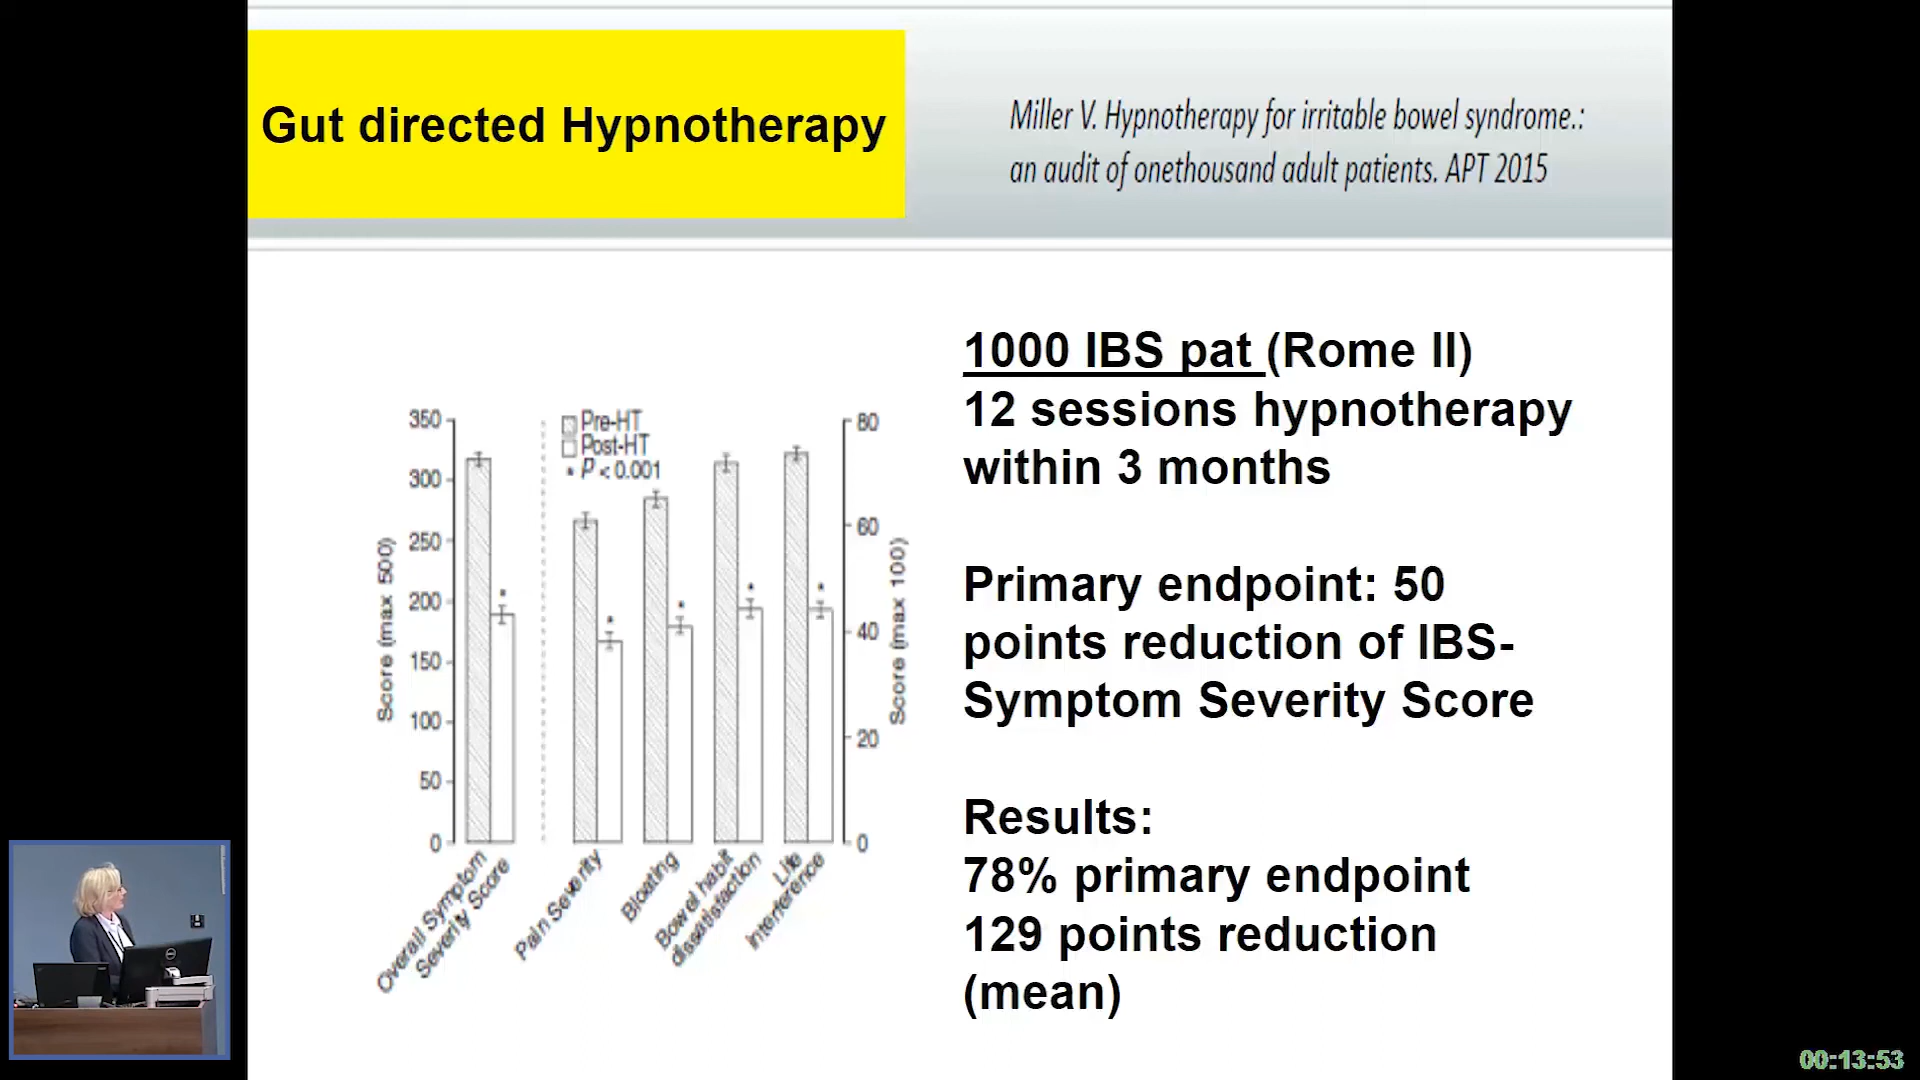 Gut directed Hypnotherapy
Miller V. Hypnotherapy for irritable bowel syndrome.:
an audit of onethousand adult patients. APT 2015
1000 IBS pat (Rome II)
12 sessions hypnotherapy
within 3 months
Primary endpoint: 50
points reduction of IBS-
Symptom Severity Score
Results:
78% primary endpoint
129 points reduction
(mean)
Pre-HT
Post-HT
* P < 0.001
Score (max 500)
350
300
250
200
150
100
50
0
Score (max 100)
80
60
40
20
0
*
*
*
*
*
Overall Symptom
Severity Score
Pain Severity
Bloating
Bowel habit
dissatisfaction
Life
interference
DELL
00:13:53